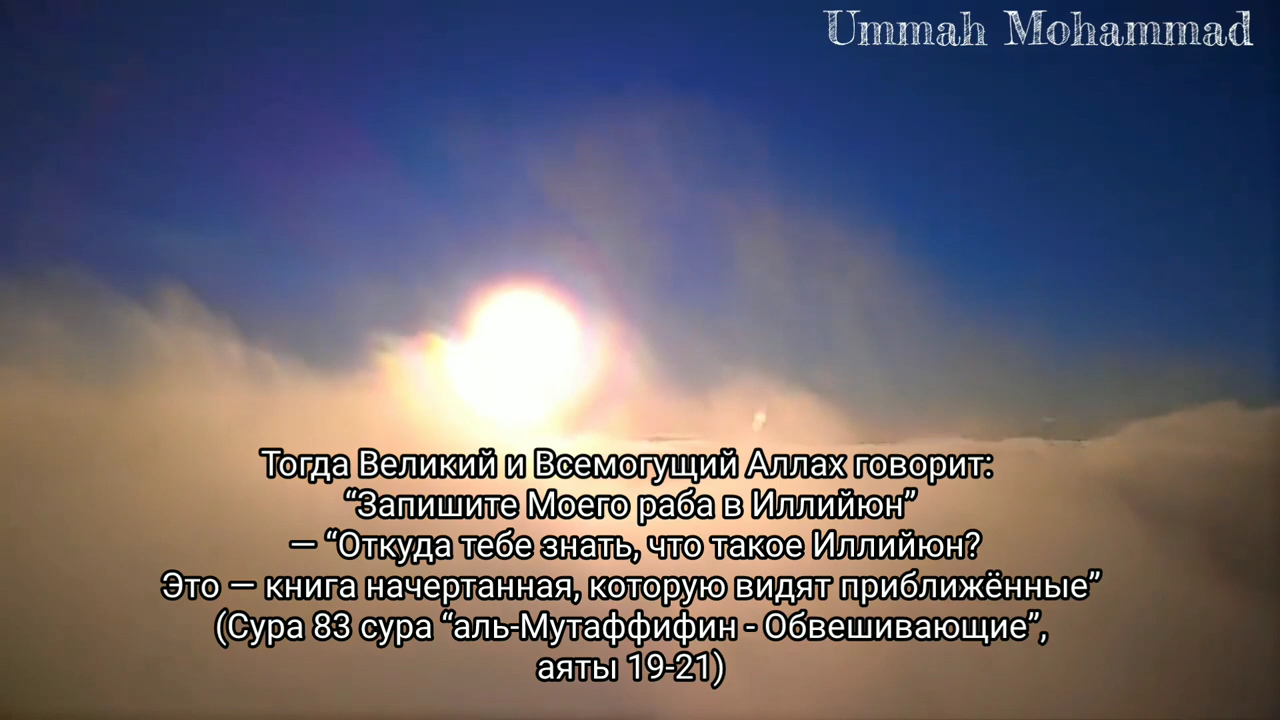 Ummah Mohammad
Тогда Великий и Всемогущий Аллах говорит:
“Запишите Моего раба в Иллийюн”
— “Откуда тебе знать, что такое Иллийюн?
Это — книга начертанная, которую видят приближённые”
(Сура 83 сура “аль-Мутаффифин - Обвешивающие”,
аяты 19-21)